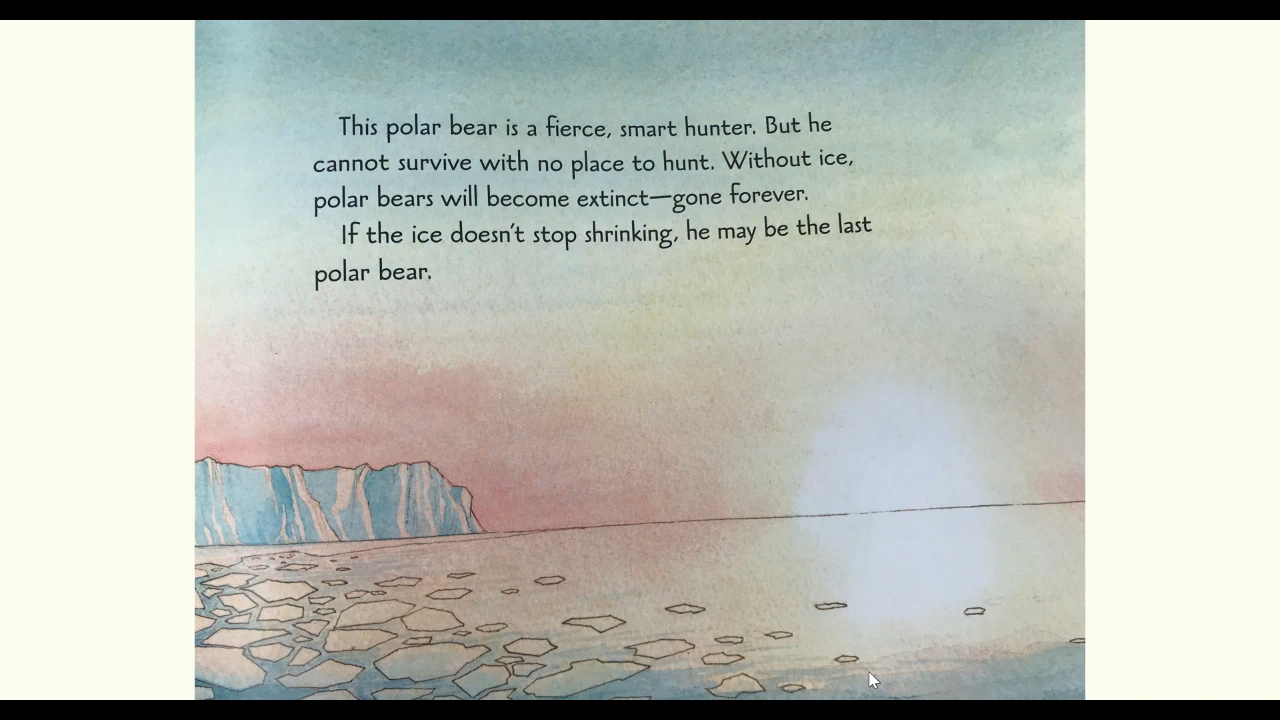 This polar bear is a fierce, smart hunter. But he
cannot survive with no place to hunt. Without ice,
polar bears will become extinct—gone forever.
If the ice doesn't stop shrinking, he may be the last
polar bear.